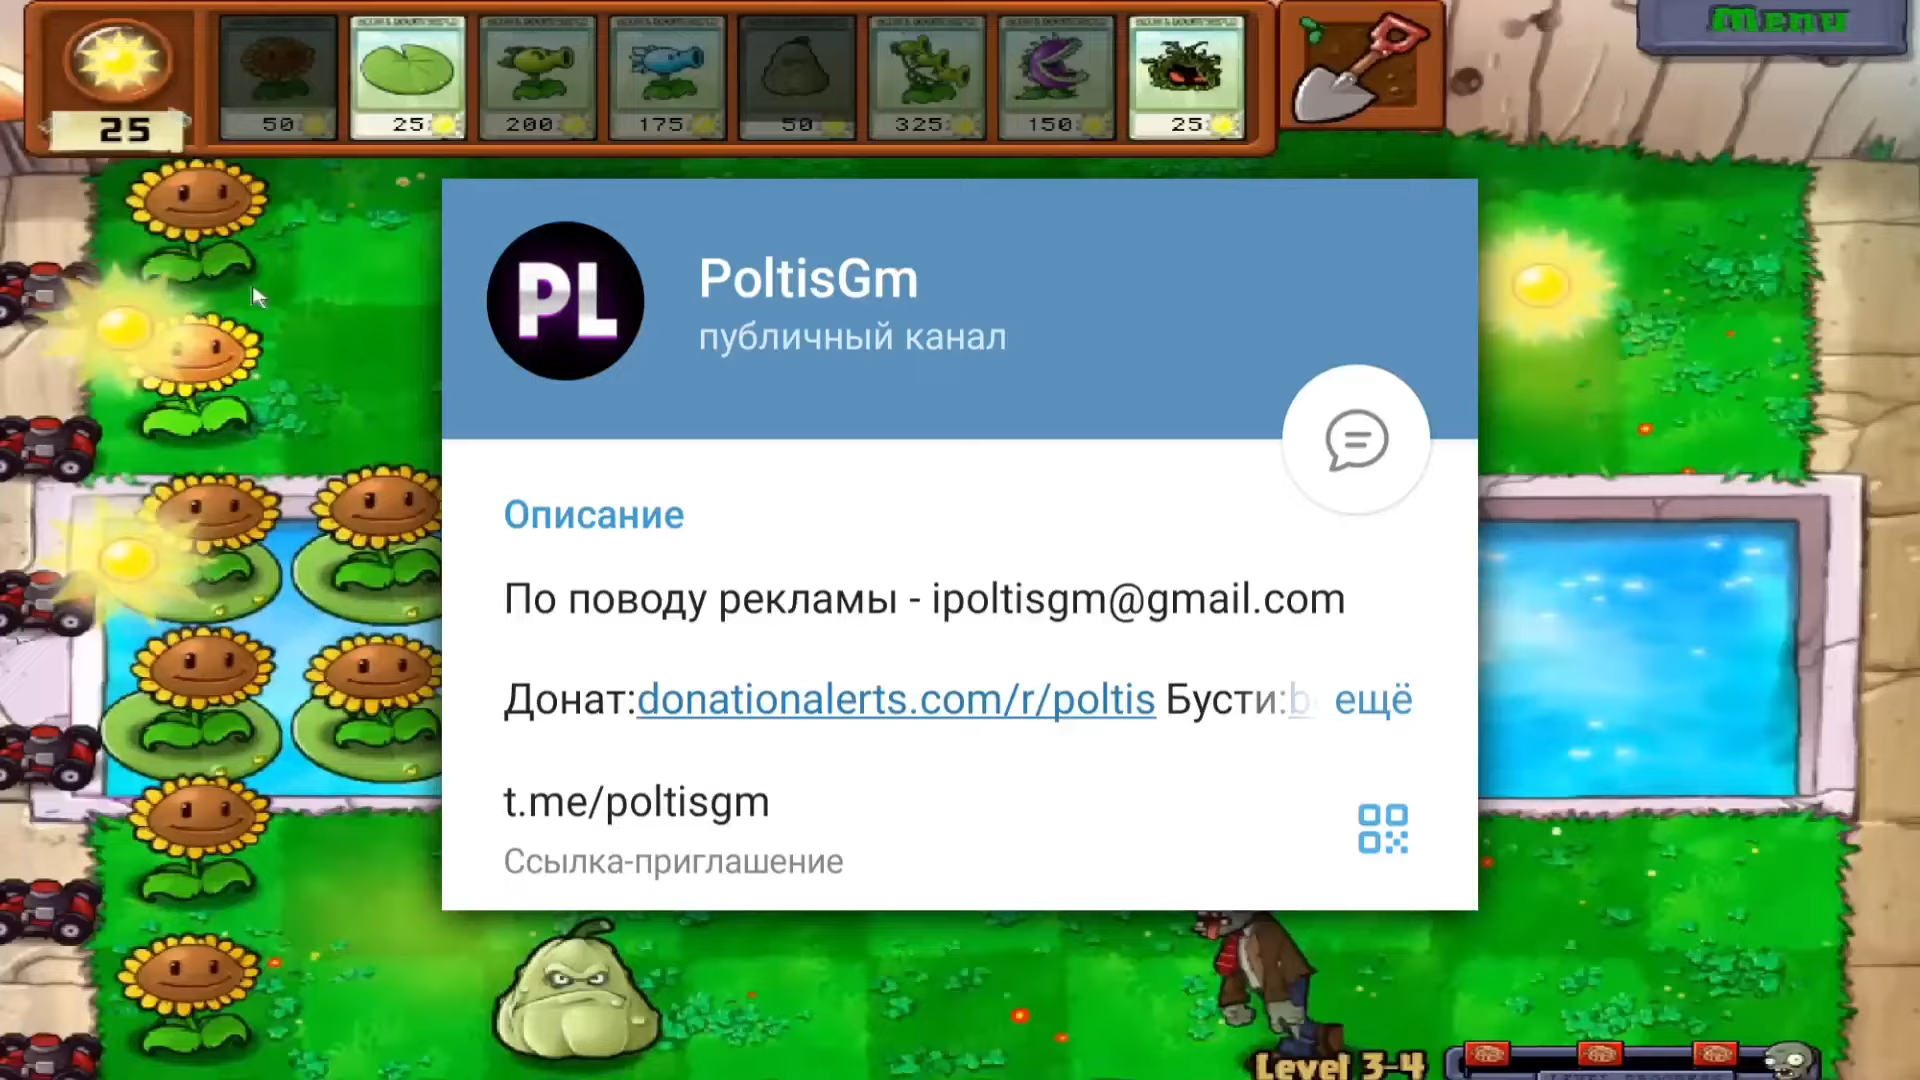 Menu
50
25
200
175
50
325
150
25
25
PL
PoltisGm
публичный канал
Описание
По поводу рекламы - ipoltisgm@gmail.com
Донат:donationalerts.com/r/poltis Бусти:b ещё
t.me/poltisgm
Ссылка-приглашение
Level 3-4